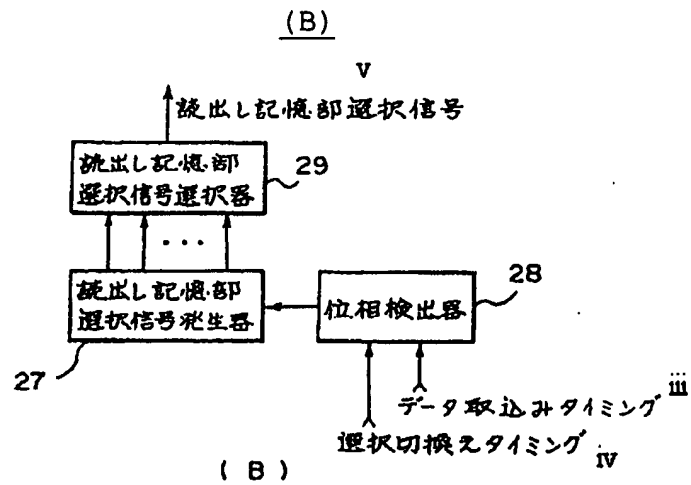 (B)
V
読出し記憶部選択信号
読出し記憶部
選択信号選択器
29
...
読出し記憶部
選択信号発生器
位相検出器
28
27
データ取込みタイミング iii
選択切換えタイミング iv
(B)